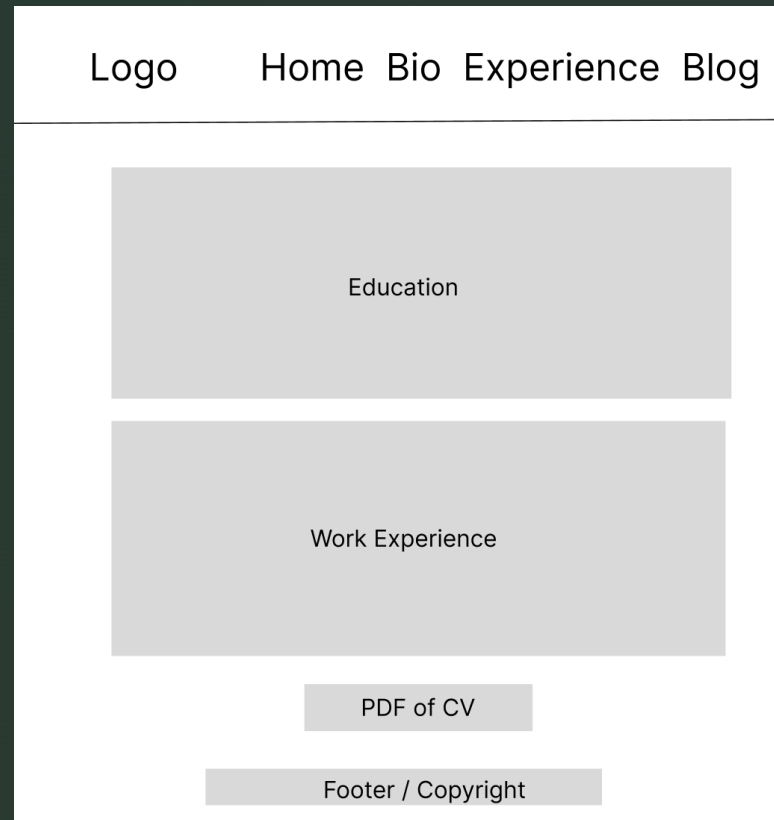 Logo Home Bio Experience Blog
Education
Work Experience
PDF of CV
Footer / Copyright